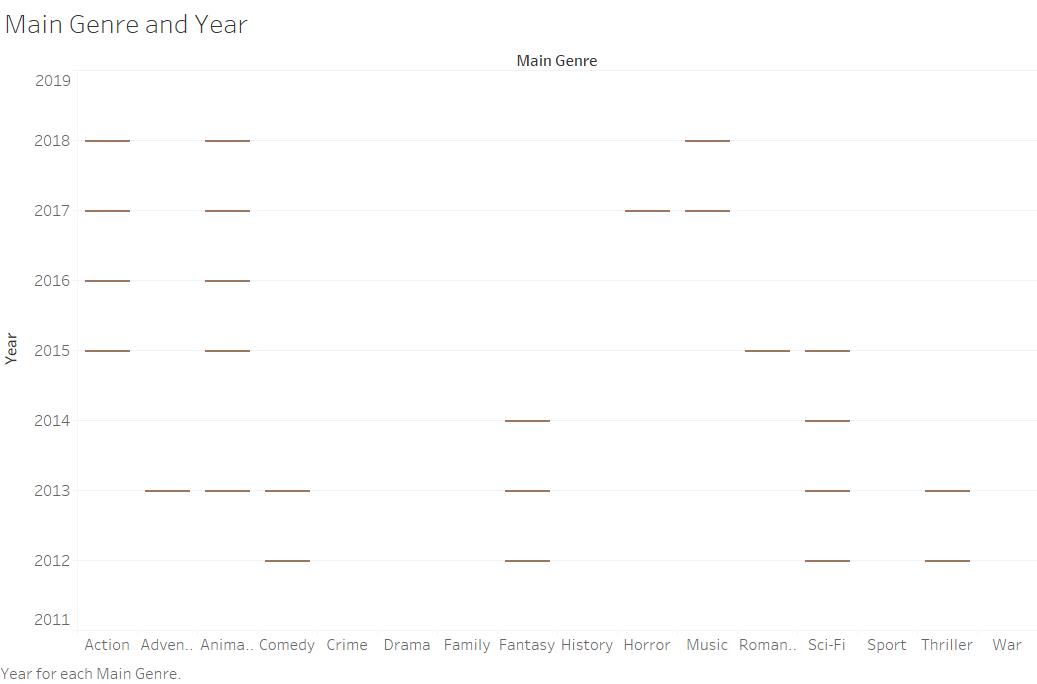 Main Genre and Year
Main Genre
2019
2018
2017
2016
2015
2014
2013
2012
2011
Year
Action Adven.. Anima.. Comedy Crime Drama Family Fantasy History Horror Music Roman.. Sci-Fi Sport Thriller War
Year for each Main Genre.